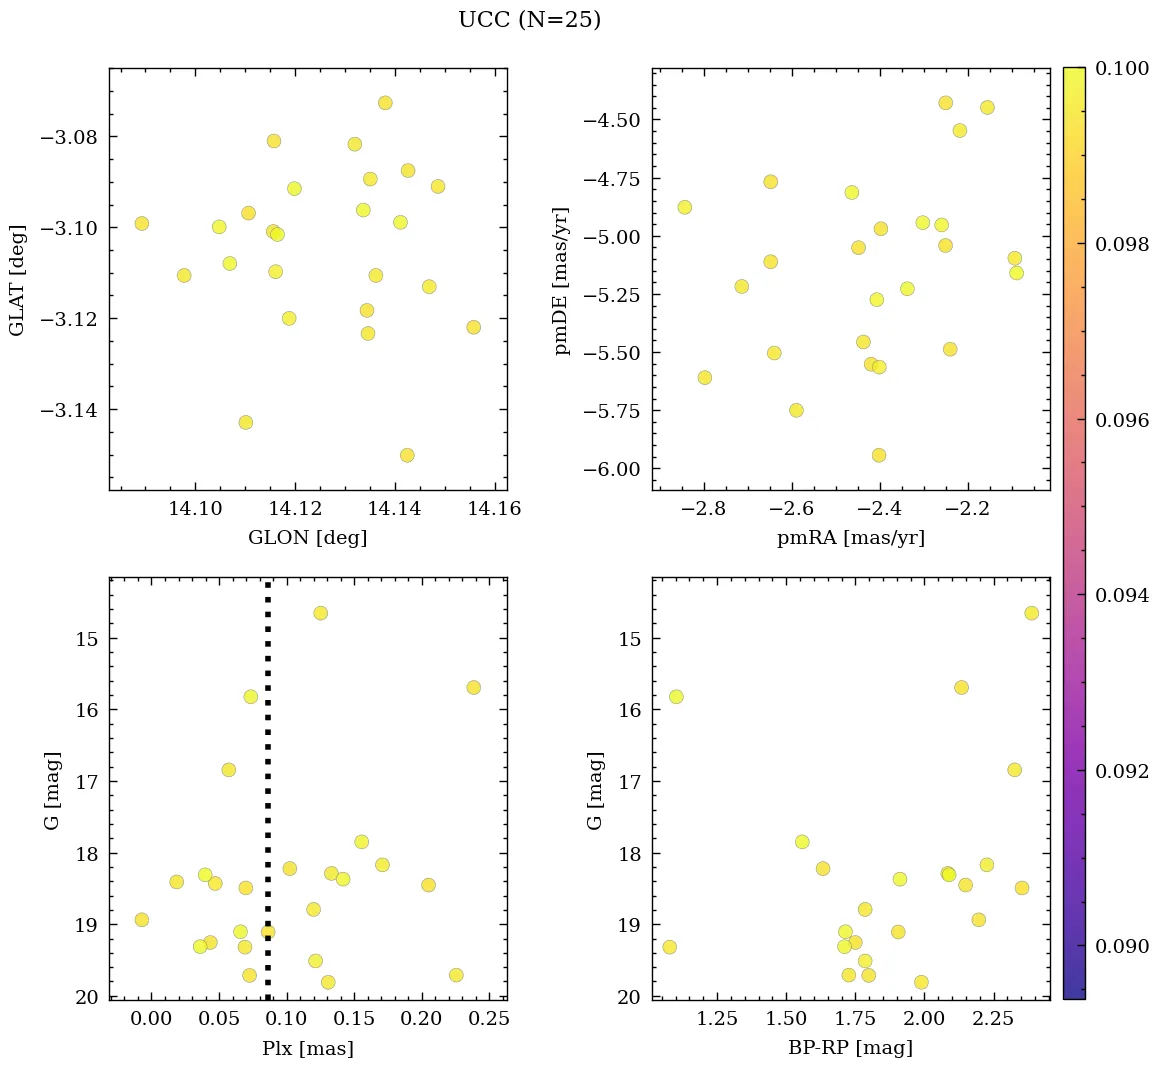 UCC (N=25)
−3.08
−3.10
−3.12
−3.14
GLAT [deg]
14.10 14.12 14.14 14.16
GLON [deg]
−4.50
−4.75
−5.00
−5.25
−5.50
−5.75
−6.00
pmDE [mas/yr]
−2.8 −2.6 −2.4 −2.2
pmRA [mas/yr]
15
16
17
18
19
20
G [mag]
0.00 0.05 0.10 0.15 0.20 0.25
Plx [mas]
15
16
17
18
19
20
G [mag]
1.25 1.50 1.75 2.00 2.25
BP-RP [mag]
0.100
0.098
0.096
0.094
0.092
0.090